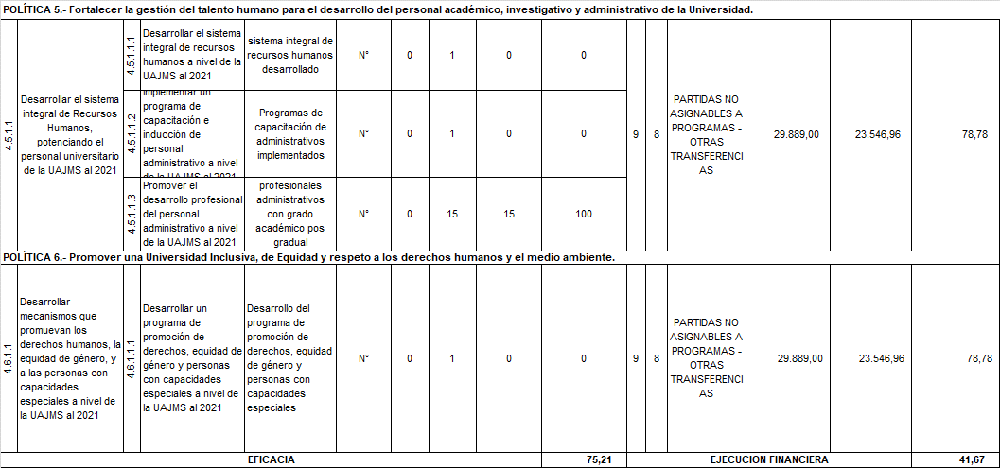 POLÍTICA 5.- Fortalecer la gestión del talento humano para el desarrollo del personal académico, investigativo y administrativo de la Universidad.
4.5.1.1
Desarrollar el sistema
integral de Recursos
Humanos,
potenciando el
personal universitario
de la UAJMS al 2021
4.5.1.1.1
Desarrollar el sistema
integral de recursos
humanos a nivel de la
UAJMS al 2021
sistema integral de
recursos humanos
desarrollado
N° 0 1 0 0
4.5.1.1.2
Implementar un
programa de
capacitación e
inducción de
personal
administrativo a nivel
de la UAJMS al 2021
Programas de
capacitación de
administrativos
implementados
N° 0 1 0 0
4.5.1.1.3
Promover el
desarrollo profesional
del personal
administrativo a nivel
de la UAJMS al 2021
profesionales
administrativos
con grado
académico pos
gradual
N° 0 15 15 100
9 8
PARTIDAS NO
ASIGNABLES A
PROGRAMAS -
OTRAS
TRANSFERENCI
AS
29.889,00 23.546,96 78,78
POLÍTICA 6.- Promover una Universidad Inclusiva, de Equidad y respeto a los derechos humanos y el medio ambiente.
4.6.1.1
Desarrollar
mecanismos que
promuevan los
derechos humanos, la
equidad de género, y
a las personas con
capacidades
especiales a nivel de
la UAJMS al 2021
4.6.1.1.1
Desarrollar un
programa de
promoción de
derechos, equidad de
género y personas
con capacidades
especiales a nivel de
la UAJMS al 2021
Desarrollo del
programa de
promoción de
derechos, equidad
de género y
personas con
capacidades
especiales
N° 0 1 0 0
9 8
PARTIDAS NO
ASIGNABLES A
PROGRAMAS -
OTRAS
TRANSFERENCI
AS
29.889,00 23.546,96 78,78
EFICACIA 75,21 EJECUCION FINANCIERA 41,67